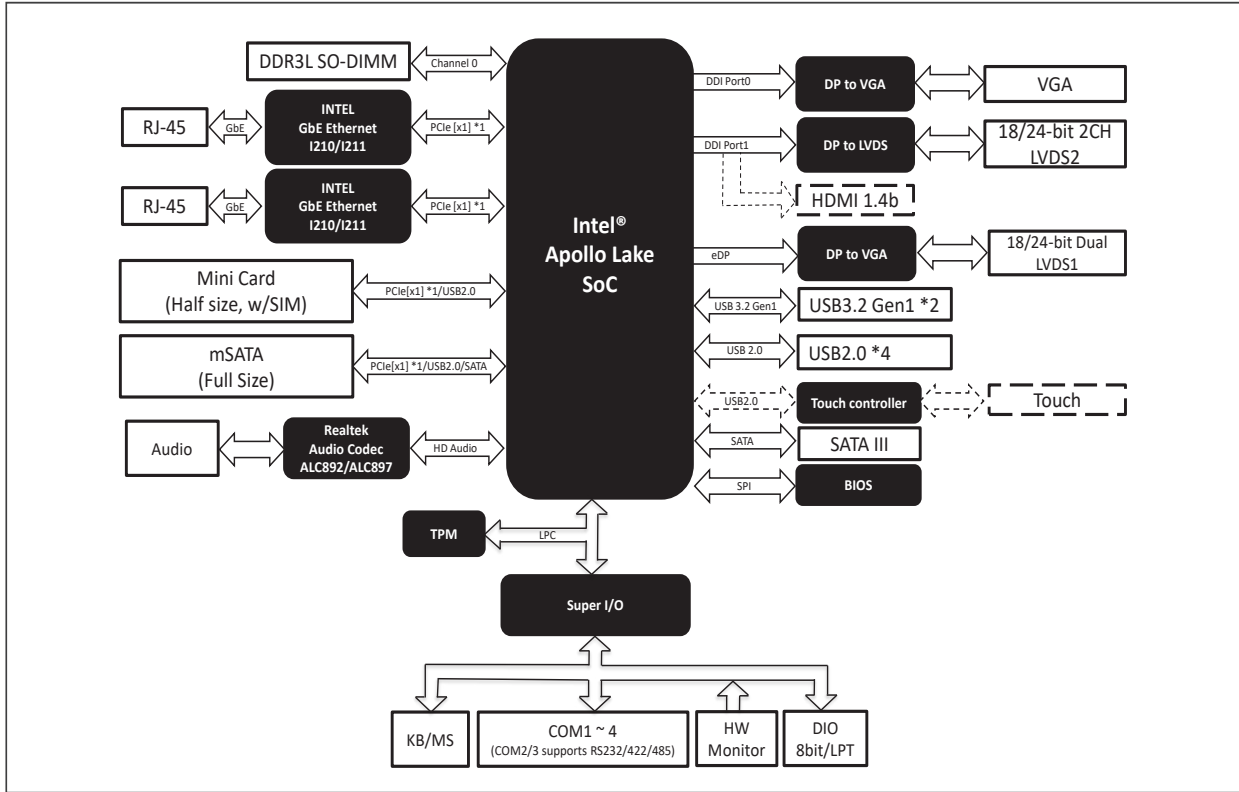 DDR3L SO-DIMM
Channel 0
RJ-45
GbE
INTEL
GbE Ethernet
I210/I211
PCIe [x1] *1
RJ-45
GbE
INTEL
GbE Ethernet
I210/I211
PCIe [x1] *1
Mini Card
(Half size, w/SIM)
PCIe[x1] *1/USB2.0
mSATA
(Full Size)
PCIe[x1] *1/USB2.0/SATA
Audio
Realtek
Audio Codec
ALC892/ALC897
HD Audio
Intel®
Apollo Lake
SoC
DDI Port0
DP to VGA
VGA
DDI Port1
DP to LVDS
18/24-bit 2CH
LVDS2
HDMI 1.4b
eDP
DP to VGA
18/24-bit Dual
LVDS1
USB 3.2 Gen1
USB3.2 Gen1 *2
USB 2.0
USB2.0 *4
USB2.0
Touch controller
Touch
SATA
SATA III
SPI
BIOS
TPM
LPC
Super I/O
KB/MS
COM1 ~ 4
(COM2/3 supports RS232/422/485)
HW
Monitor
DIO
8bit/LPT